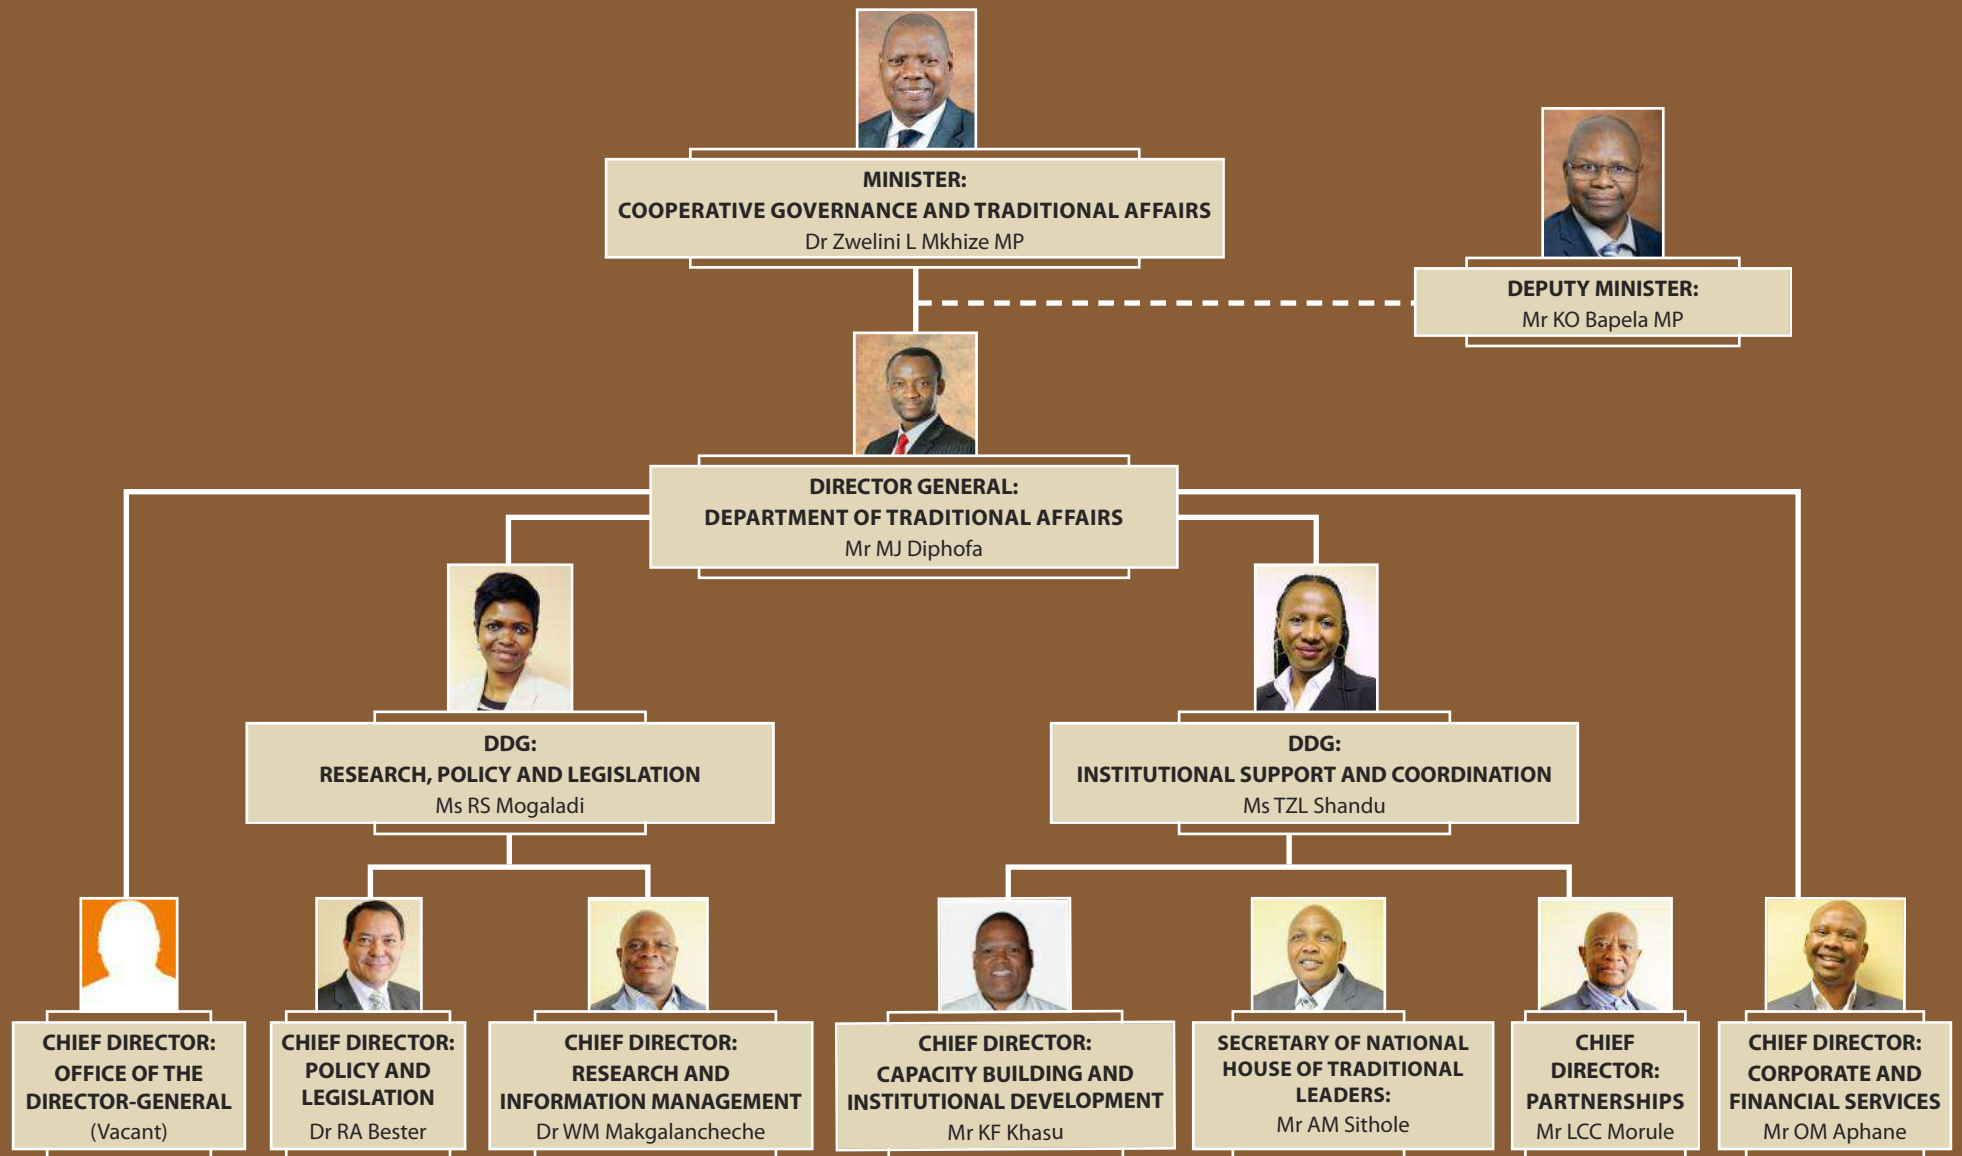 MINISTER:
COOPERATIVE GOVERNANCE AND TRADITIONAL AFFAIRS
Dr Zwelini L Mkhize MP
DEPUTY MINISTER:
Mr KO Bapela MP
DIRECTOR GENERAL:
DEPARTMENT OF TRADITIONAL AFFAIRS
Mr MJ Diphofa
DDG:
RESEARCH, POLICY AND LEGISLATION
Ms RS Mogaladi
DDG:
INSTITUTIONAL SUPPORT AND COORDINATION
Ms TZL Shandu
CHIEF DIRECTOR:
OFFICE OF THE
DIRECTOR-GENERAL
(Vacant)
CHIEF DIRECTOR:
POLICY AND
LEGISLATION
Dr RA Bester
CHIEF DIRECTOR:
RESEARCH AND
INFORMATION MANAGEMENT
Dr WM Makgalancheche
CHIEF DIRECTOR:
CAPACITY BUILDING AND
INSTITUTIONAL DEVELOPMENT
Mr KF Khasu
SECRETARY OF NATIONAL
HOUSE OF TRADITIONAL
LEADERS:
Mr AM Sithole
CHIEF
DIRECTOR:
PARTNERSHIPS
Mr LCC Morule
CHIEF DIRECTOR:
CORPORATE AND
FINANCIAL SERVICES
Mr OM Aphane